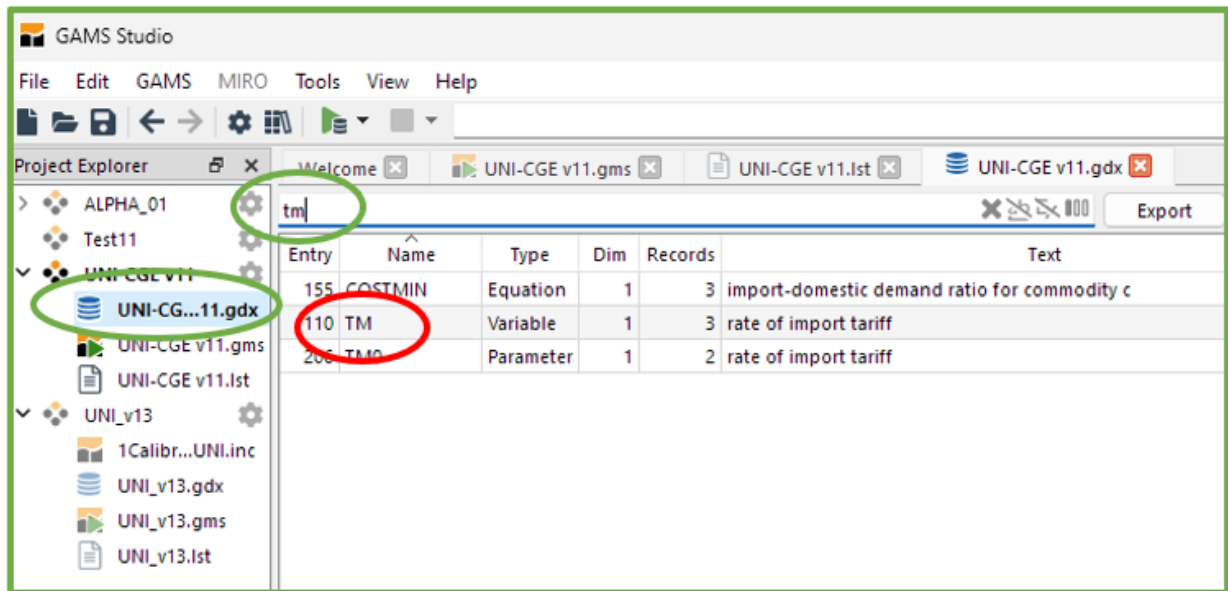 GAMS Studio
File Edit GAMS MIRO Tools View Help
Project Explorer
Welcome UNI-CGE v11.gms UNI-CGE v11.lst UNI-CGE v11.gdx
ALPHA_01
Test11
UNI-CGE v11
UNI-CG...11.gdx
UNI-CGE v11.gms
UNI-CGE v11.lst
UNI_v13
1Calibr...UNI.inc
UNI_v13.gdx
UNI_v13.gms
UNI_v13.lst
tm Export
Entry Name Type Dim Records Text
155 COSTMIN Equation 1 3 import-domestic demand ratio for commodity c
110 TM Variable 1 3 rate of import tariff
206 TM0 Parameter 1 2 rate of import tariff